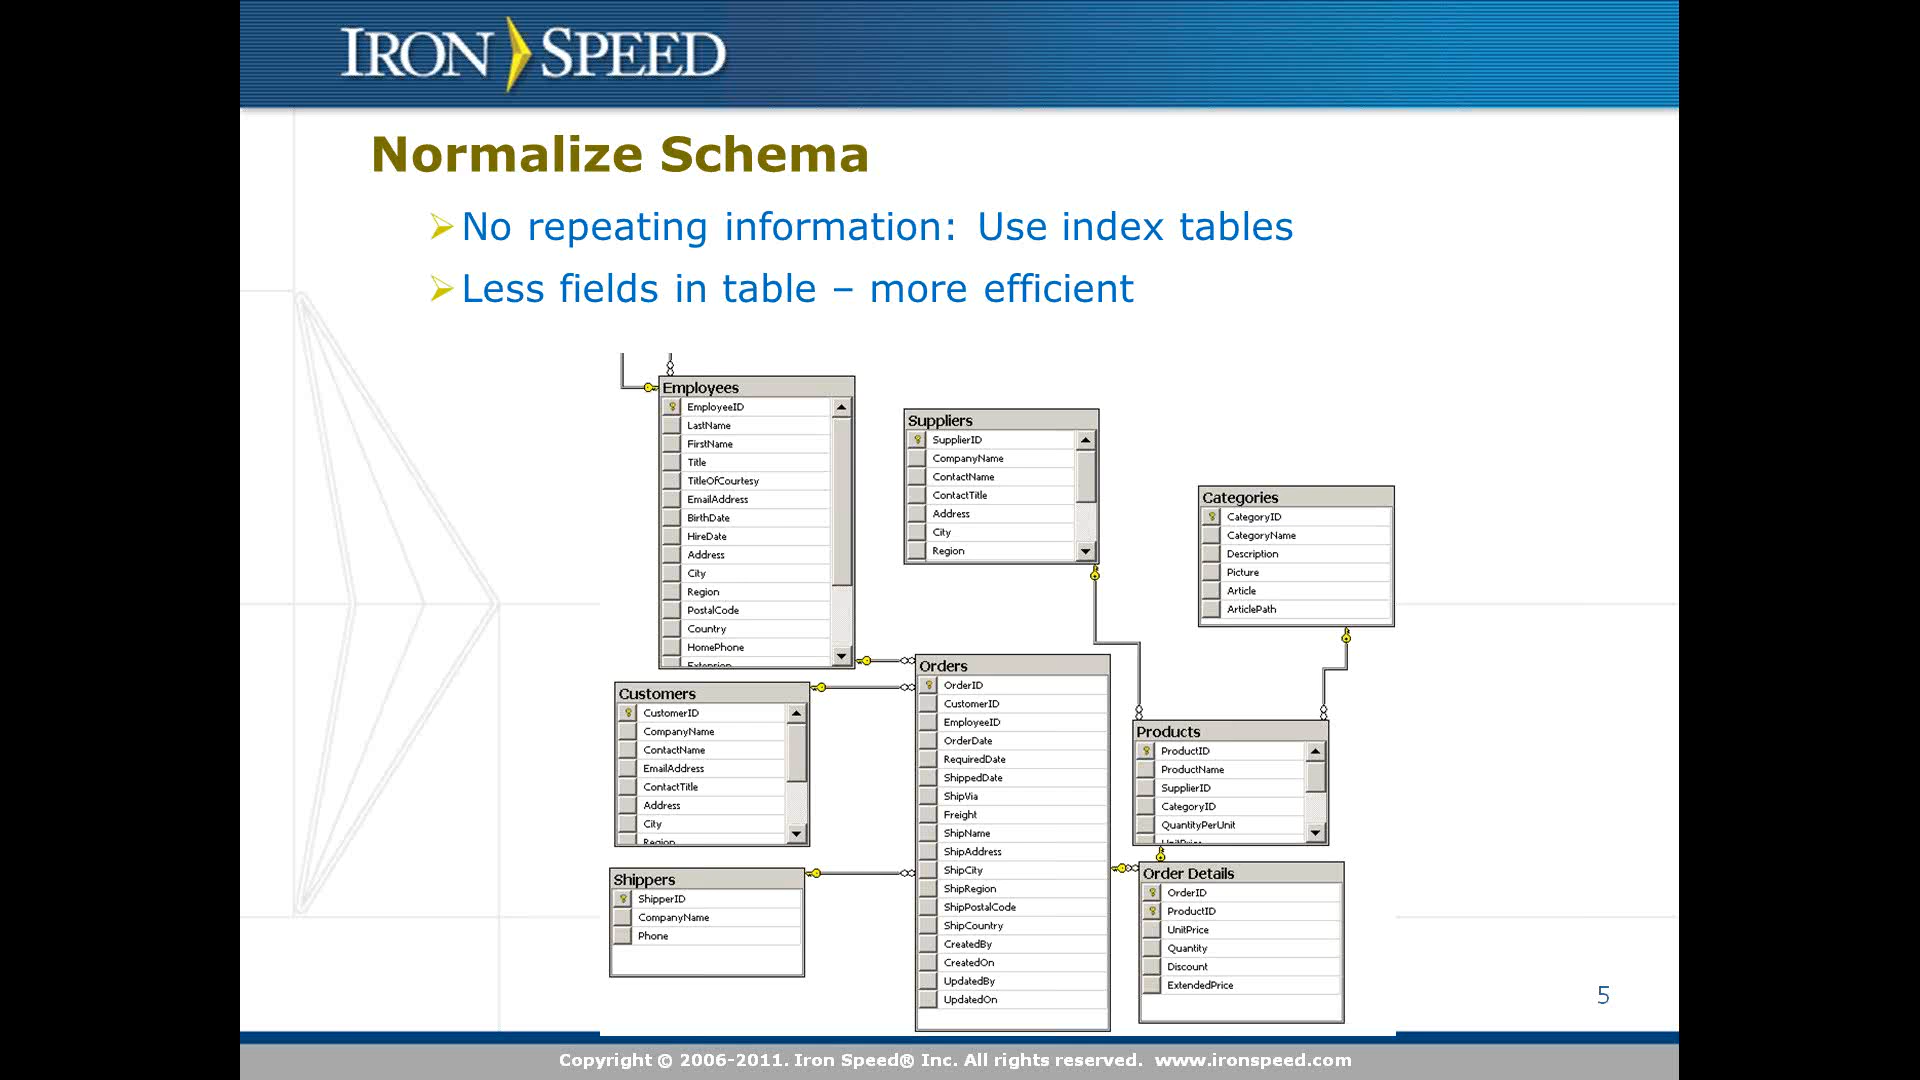 IRON SPEED
Normalize Schema
No repeating information: Use index tables
Less fields in table – more efficient
Employees
EmployeeID
LastName
FirstName
Title
TitleOfCourtesy
EmailAddress
BirthDate
HireDate
Address
City
Region
PostalCode
Country
HomePhone
Extension
Suppliers
SupplierID
CompanyName
ContactName
ContactTitle
Address
City
Region
Categories
CategoryID
CategoryName
Description
Picture
Article
ArticlePath
Customers
CustomerID
CompanyName
ContactName
EmailAddress
ContactTitle
Address
City
Region
Orders
OrderID
CustomerID
EmployeeID
OrderDate
RequiredDate
ShippedDate
ShipVia
Freight
ShipName
ShipAddress
ShipCity
ShipRegion
ShipPostalCode
ShipCountry
CreatedBy
CreatedOn
UpdatedBy
UpdatedOn
Products
ProductID
ProductName
SupplierID
CategoryID
QuantityPerUnit
UnitPrice
Shippers
ShipperID
CompanyName
Phone
Order Details
OrderID
ProductID
UnitPrice
Quantity
Discount
ExtendedPrice
5
Copyright © 2006-2011. Iron Speed® Inc. All rights reserved. www.ironspeed.com